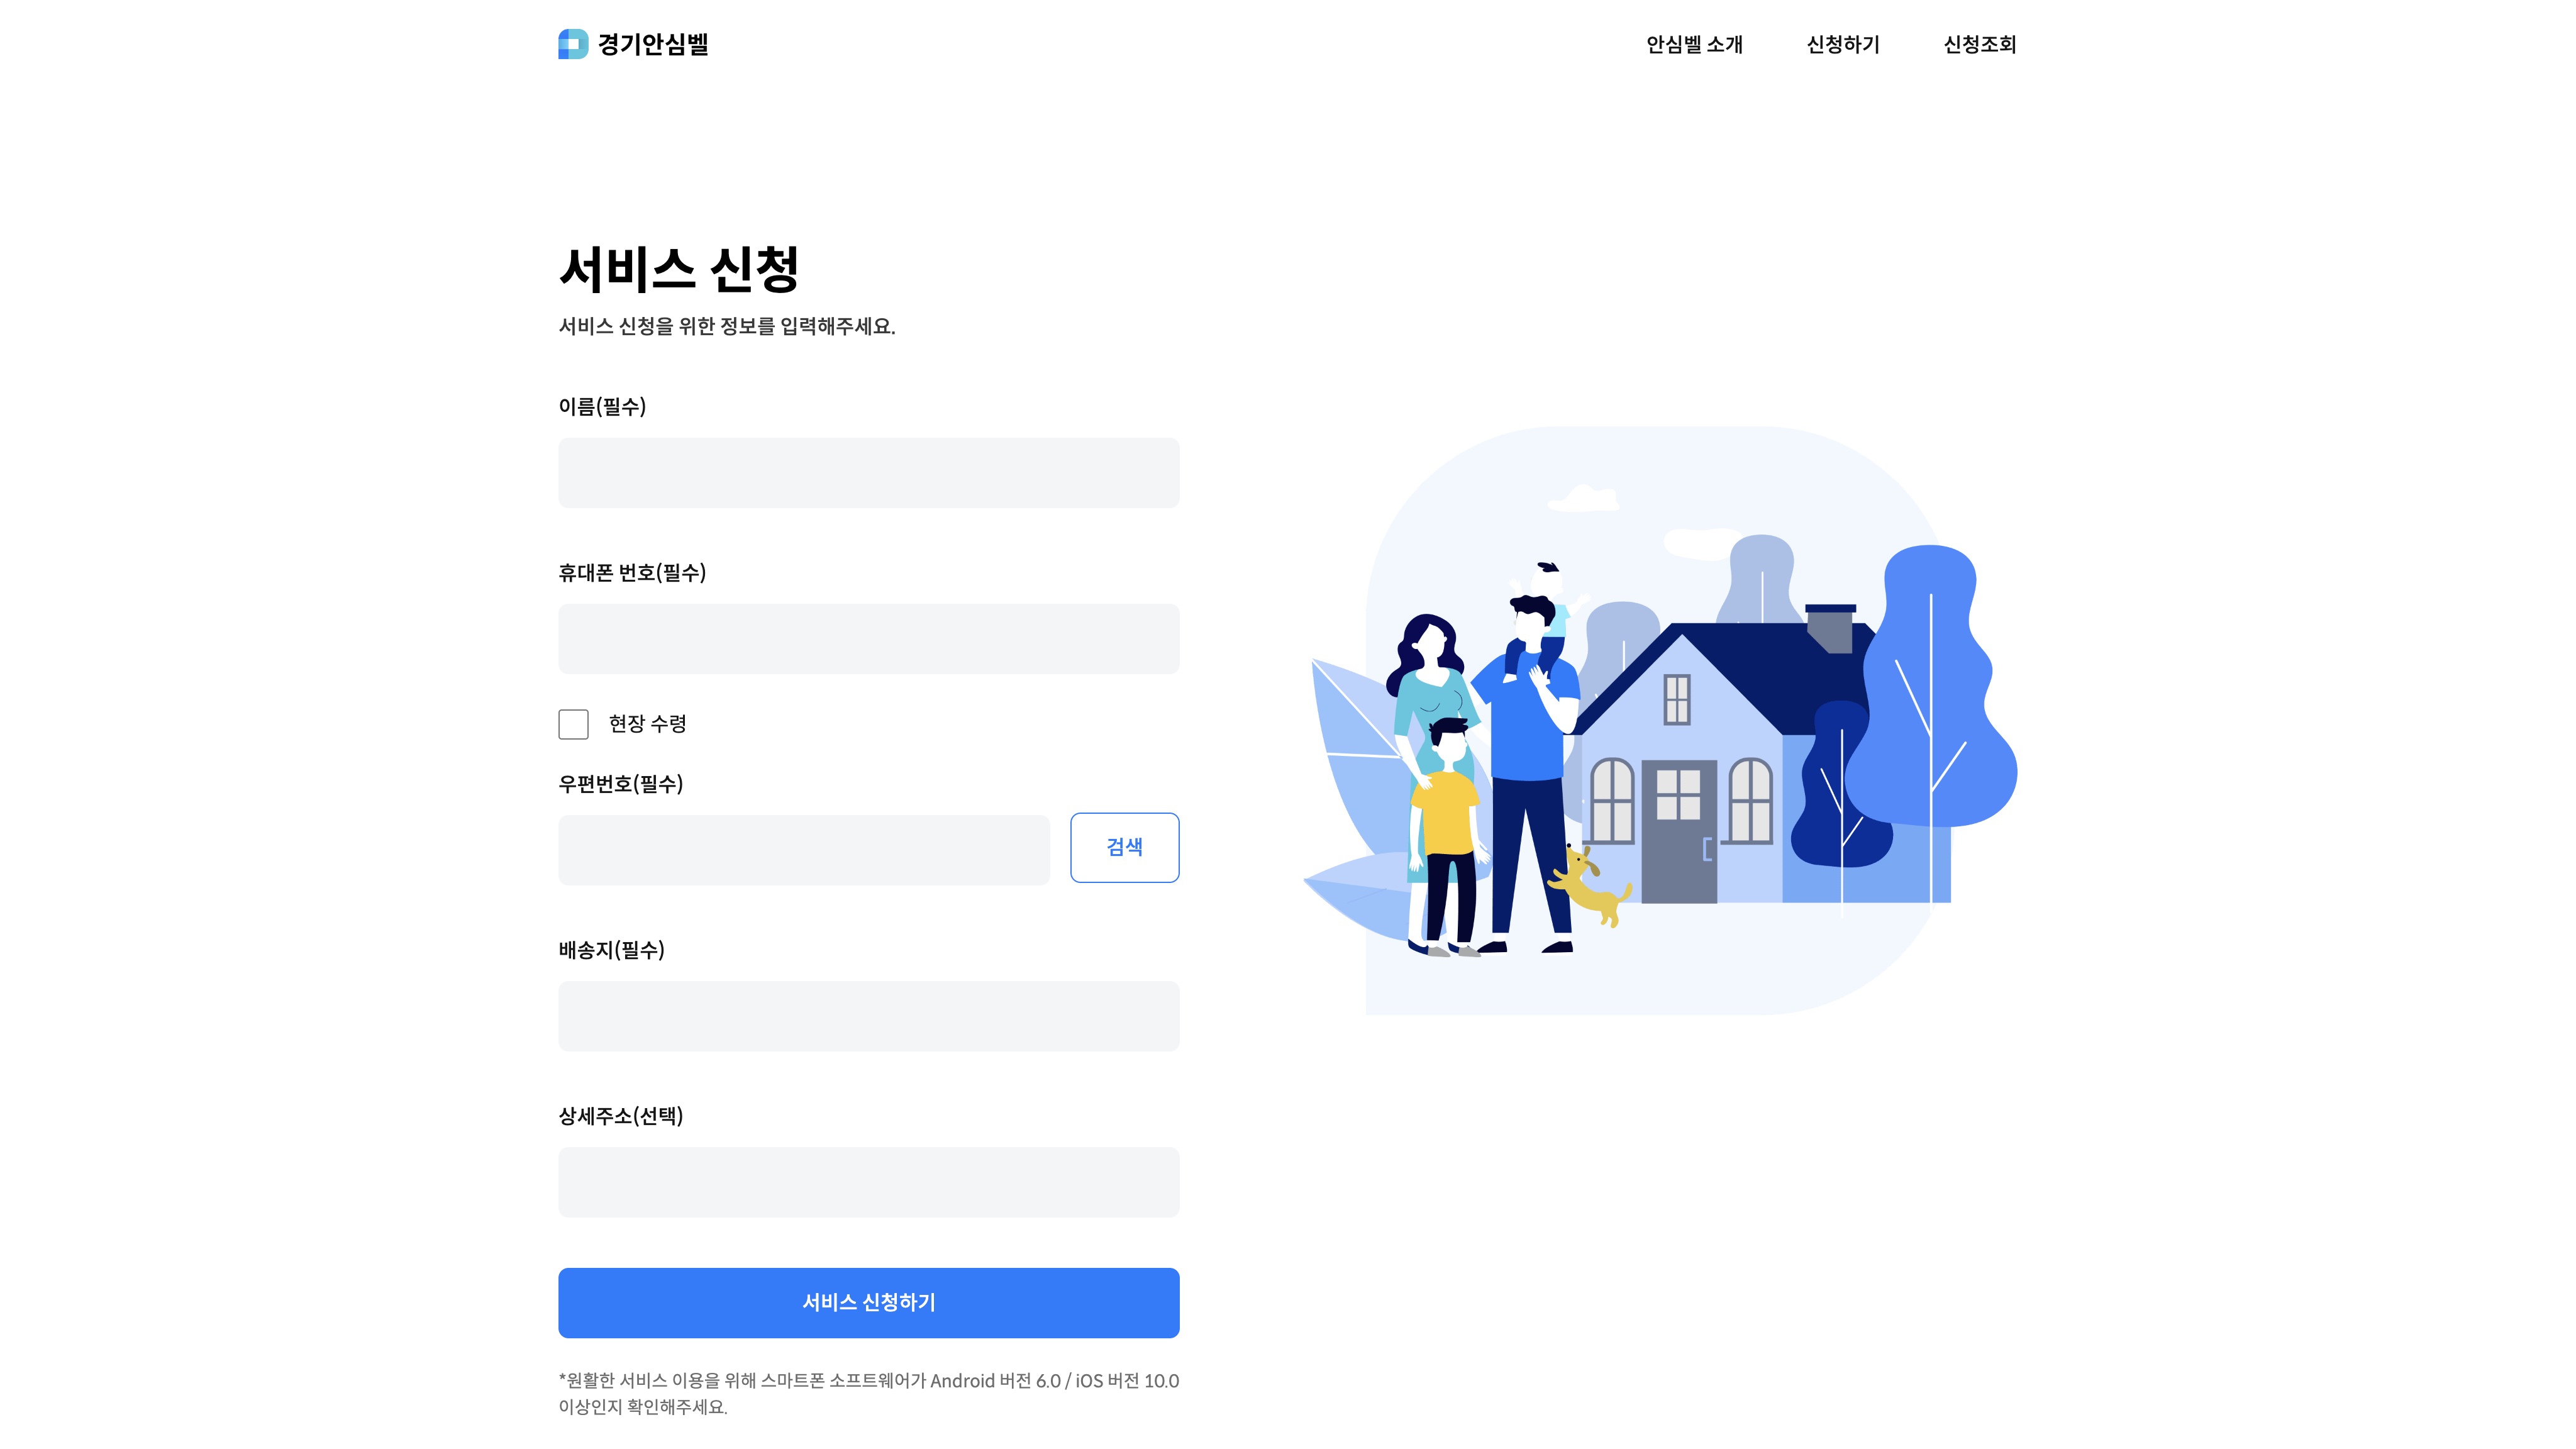 경기안심벨
안심벨 소개
신청하기
신청조회
서비스 신청
서비스 신청을 위한 정보를 입력해주세요.
이름(필수)
휴대폰 번호(필수)
현장 수령
우편번호(필수)
검색
배송지(필수)
상세주소(선택)
서비스 신청하기
*원활한 서비스 이용을 위해 스마트폰 소프트웨어가 Android 버전 6.0 / iOS 버전 10.0
이상인지 확인해주세요.